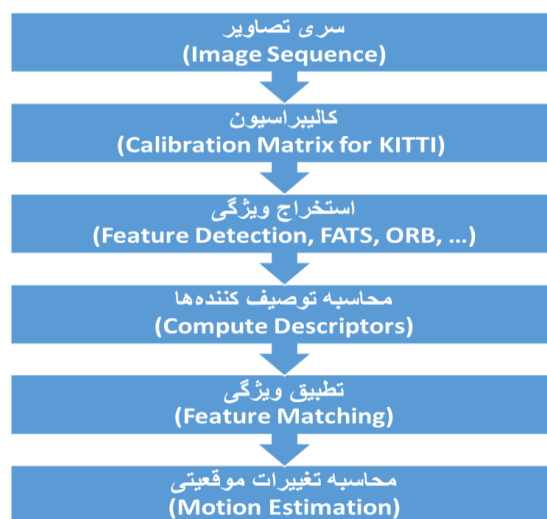 سری تصاویر
(Image Sequence)
کالیبراسیون
(Calibration Matrix for KITTI)
استخراج ویژگی
(Feature Detection, FATS, ORB, ...)
محاسبه توصیف کننده‌ها
(Compute Descriptors)
تطبیق ویژگی
(Feature Matching)
محاسبه تغییرات موقعیتی
(Motion Estimation)